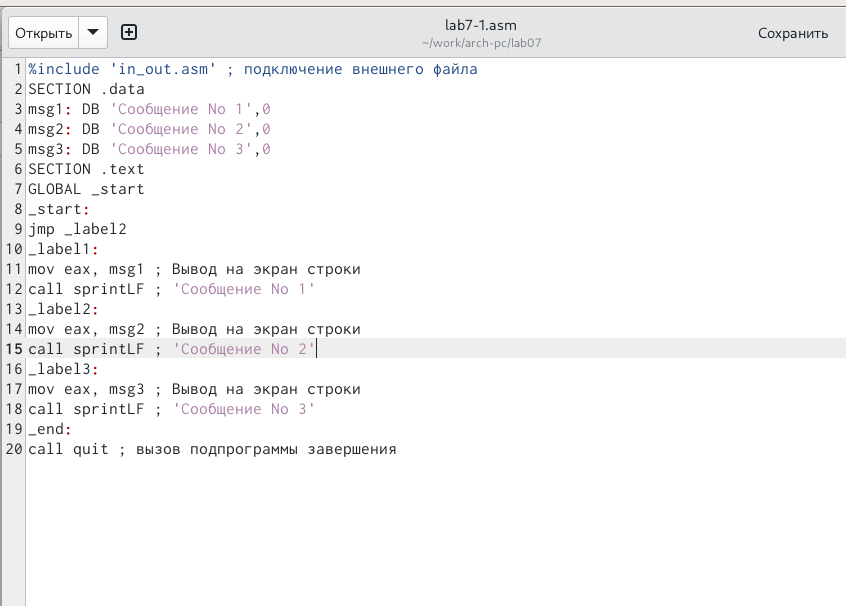 Открыть
lab7-1.asm
~/work/arch-pc/lab07
Сохранить
1 %include 'in_out.asm' ; подключение внешнего файла
2 SECTION .data
3 msg1: DB 'Сообщение No 1',0
4 msg2: DB 'Сообщение No 2',0
5 msg3: DB 'Сообщение No 3',0
6 SECTION .text
7 GLOBAL _start
8 _start:
9 jmp _label2
10 _label1:
11 mov eax, msg1 ; Вывод на экран строки
12 call sprintLF ; 'Сообщение No 1'
13 _label2:
14 mov eax, msg2 ; Вывод на экран строки
15 call sprintLF ; 'Сообщение No 2'
16 _label3:
17 mov eax, msg3 ; Вывод на экран строки
18 call sprintLF ; 'Сообщение No 3'
19 _end:
20 call quit ; вызов подпрограммы завершения